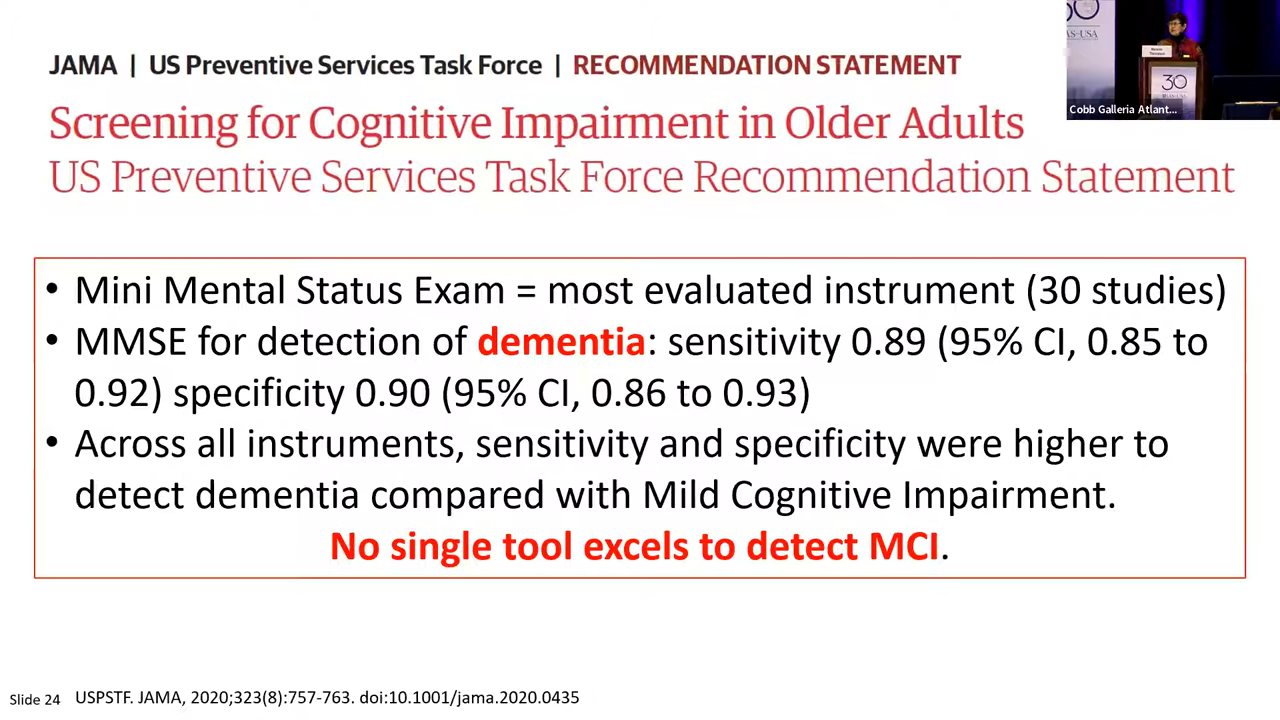 JAMA | US Preventive Services Task Force | RECOMMENDATION STATEMENT
Screening for Cognitive Impairment in Older Adults
US Preventive Services Task Force Recommendation Statement
• Mini Mental Status Exam = most evaluated instrument (30 studies)
• MMSE for detection of dementia: sensitivity 0.89 (95% CI, 0.85 to
0.92) specificity 0.90 (95% CI, 0.86 to 0.93)
• Across all instruments, sensitivity and specificity were higher to
detect dementia compared with Mild Cognitive Impairment.
No single tool excels to detect MCI.
Slide 24 USPSTF. JAMA, 2020;323(8):757-763. doi:10.1001/jama.2020.0435
30
30
Cobb Galleria Atlant...